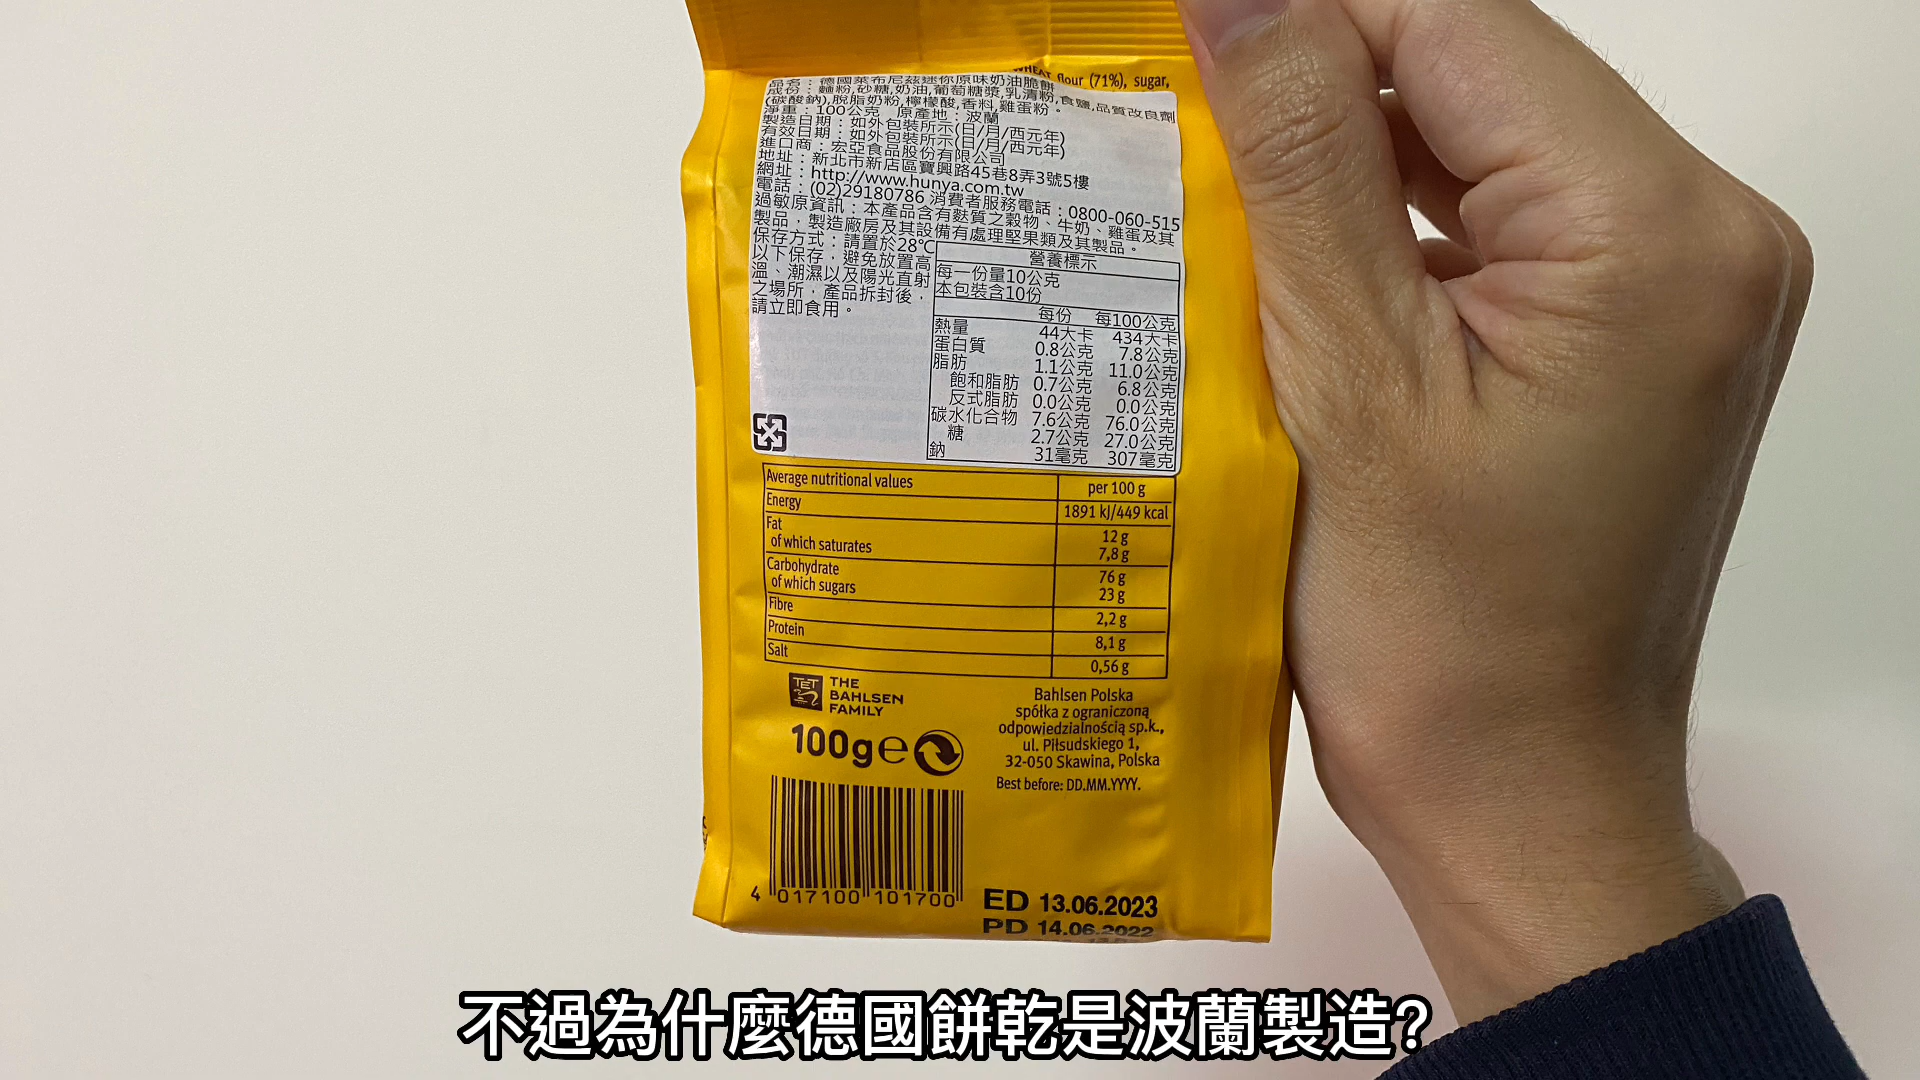 WHEAT flour (71%), sugar,
品名：德國萊布尼茲迷你原味奶油脆餅
成份：麵粉,砂糖,奶油,葡萄糖漿,乳清粉,食鹽,品質改良劑
(碳酸鈉),脫脂奶粉,檸檬酸,香料,雞蛋粉。
淨重：100公克　原產地：波蘭
製造日期：如外包裝所示(日/月/西元年)
有效日期：如外包裝所示(日/月/西元年)
進口商：宏亞食品股份有限公司
地址：新北市新店區寶興路45巷8弄3號5樓
網址：http://www.hunya.com.tw
電話：(02)29180786 消費者服務電話：0800-060-515
過敏原資訊：本產品含有麩質之穀物、牛奶、雞蛋及其
製品，製造廠房及其設備有處理堅果類及其製品。
保存方式：請置於28℃
以下保存，避免放置高
溫、潮濕以及陽光直射
之場所，產品拆封後，
請立即食用。
營養標示
每一份量10公克
本包裝含10份
每份 每100公克
熱量 44大卡 434大卡
蛋白質 0.8公克 7.8公克
脂肪 1.1公克 11.0公克
飽和脂肪 0.7公克 6.8公克
反式脂肪 0.0公克 0.0公克
碳水化合物 7.6公克 76.0公克
糖 2.7公克 27.0公克
鈉 31毫克 307毫克
Average nutritional values per 100 g
Energy 1891 kJ/449 kcal
Fat 12 g
of which saturates 7,8 g
Carbohydrate 76 g
of which sugars 23 g
Fibre 2,2 g
Protein 8,1 g
Salt 0,56 g
TET THE
BAHLSEN
FAMILY
100g e
Bahlsen Polska
spółka z ograniczoną
odpowiedzialnością sp.k.,
ul. Piłsudskiego 1,
32-050 Skawina, Polska
Best before: DD.MM.YYYY.
4 017100 101700
ED 13.06.2023
PD 14.06.2022
不過為什麼德國餅乾是波蘭製造?